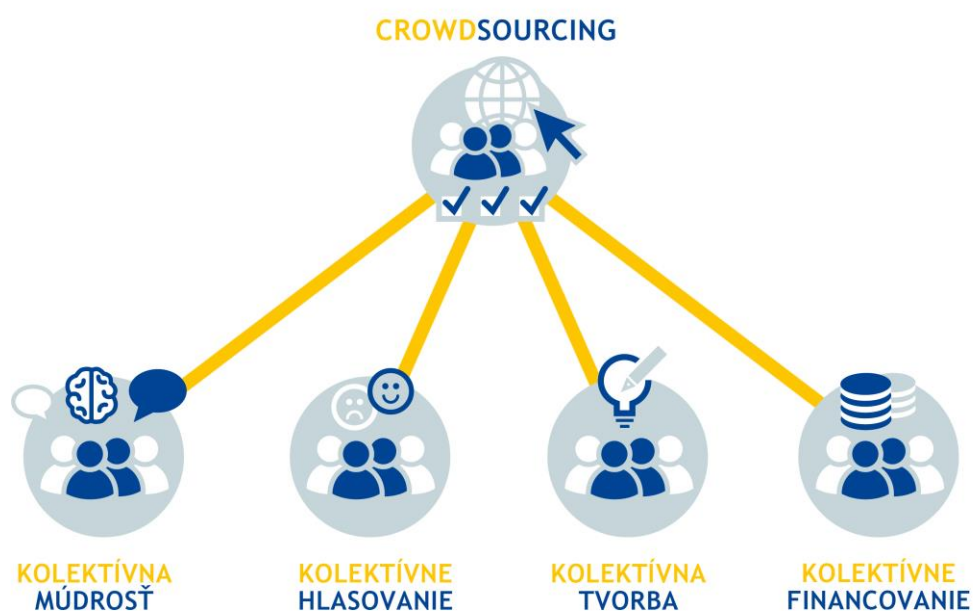 CROWDSOURCING
KOLEKTÍVNA
MÚDROSŤ
KOLEKTÍVNE
HLASOVANIE
KOLEKTÍVNA
TVORBA
KOLEKTÍVNE
FINANCOVANIE